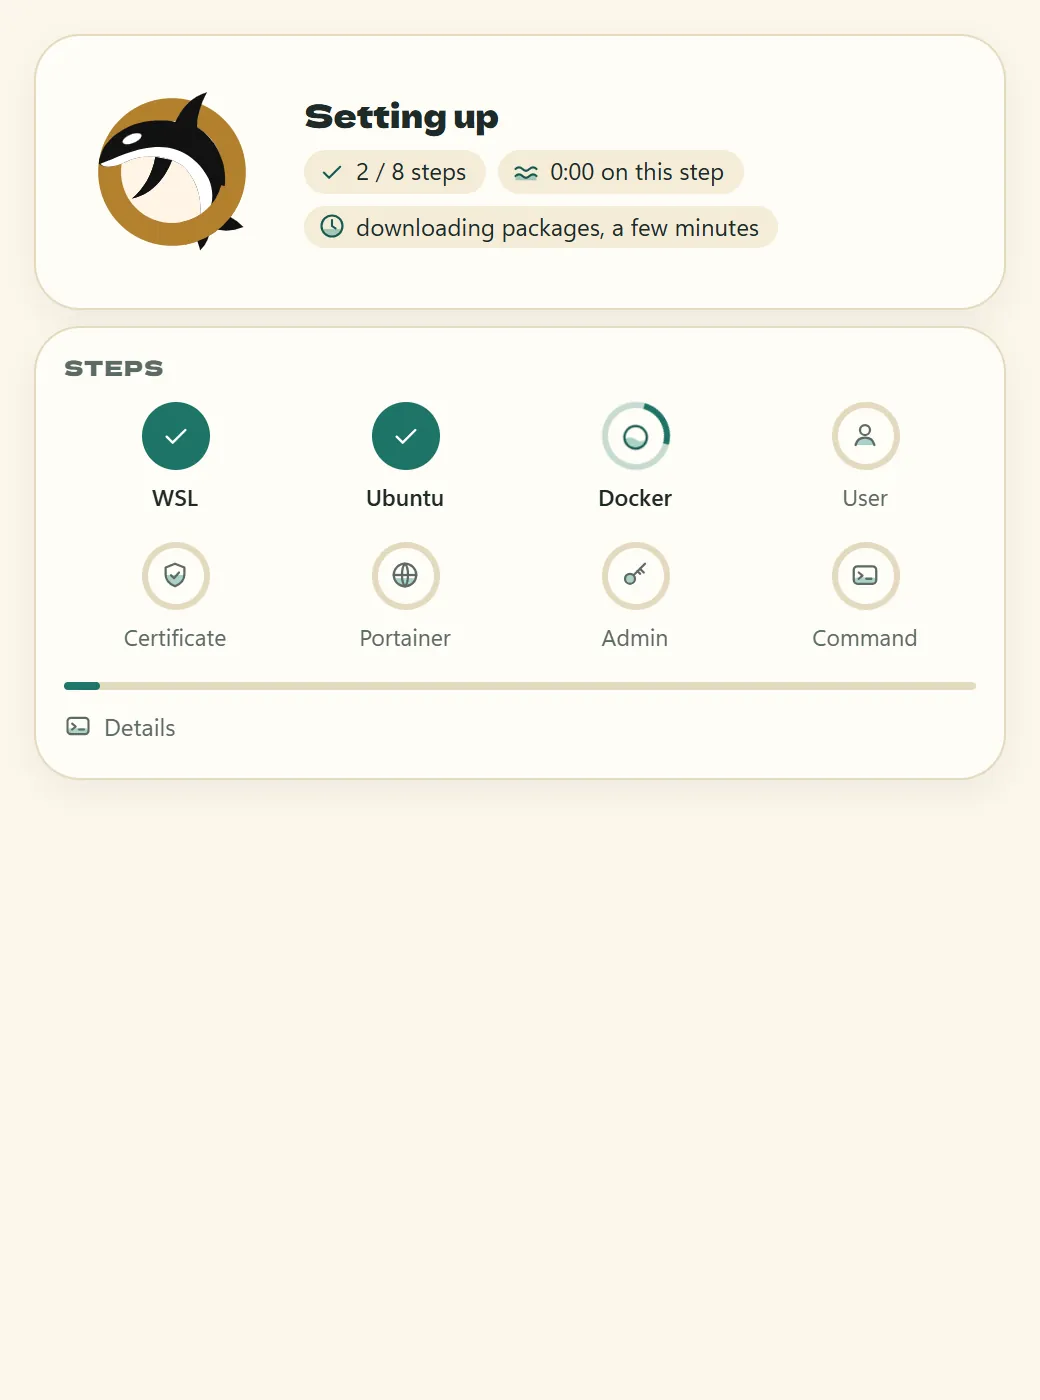 Setting up
2 / 8 steps
0:00 on this step
downloading packages, a few minutes
STEPS
WSL
Ubuntu
Docker
User
Certificate
Portainer
Admin
Command
Details